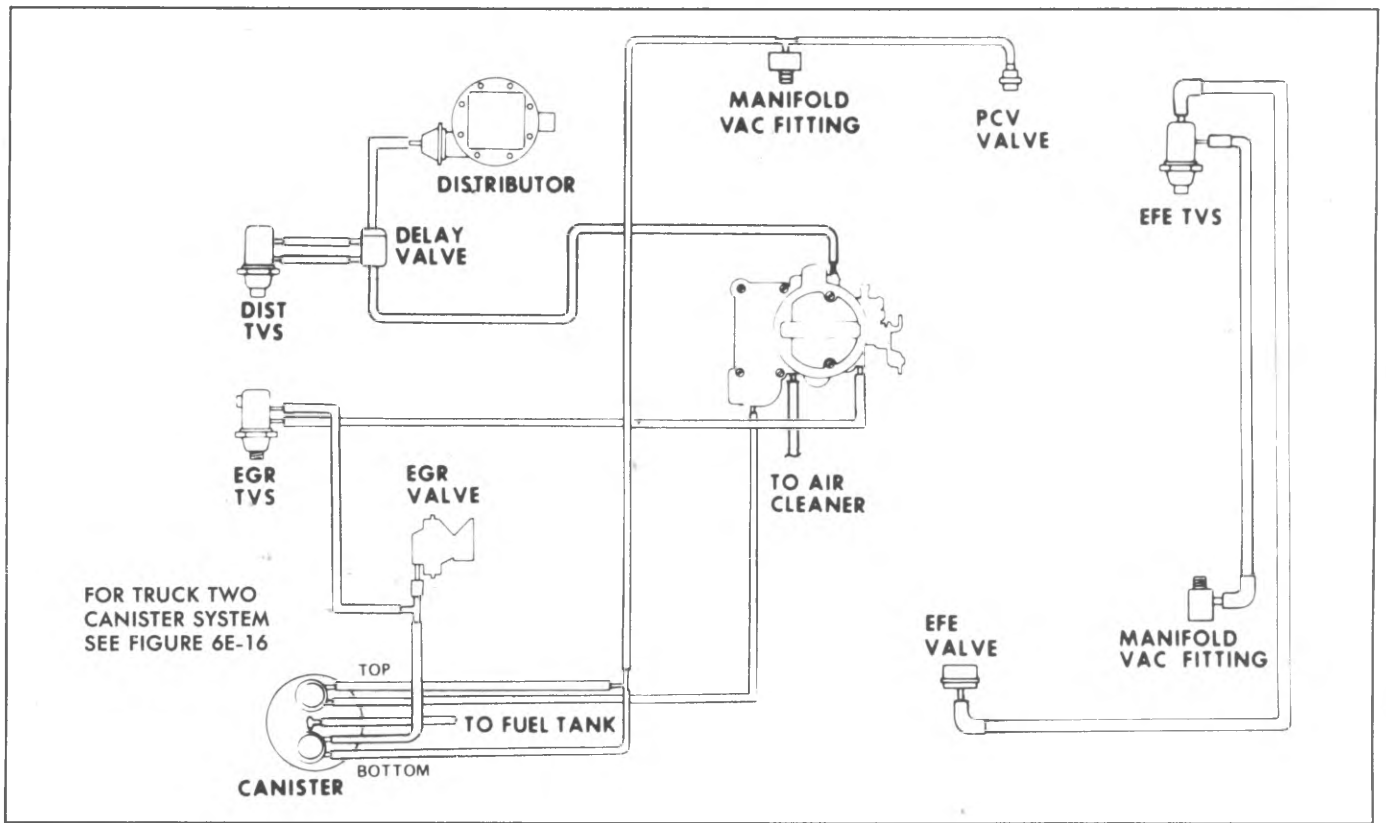 MANIFOLD
VAC FITTING
PCV
VALVE
DISTRIBUTOR
EFE TVS
DELAY
VALVE
DIST
TVS
EGR
TVS
EGR
VALVE
TO AIR
CLEANER
FOR TRUCK TWO
CANISTER SYSTEM
SEE FIGURE 6E-16
EFE
VALVE
MANIFOLD
VAC FITTING
TOP
TO FUEL TANK
BOTTOM
CANISTER